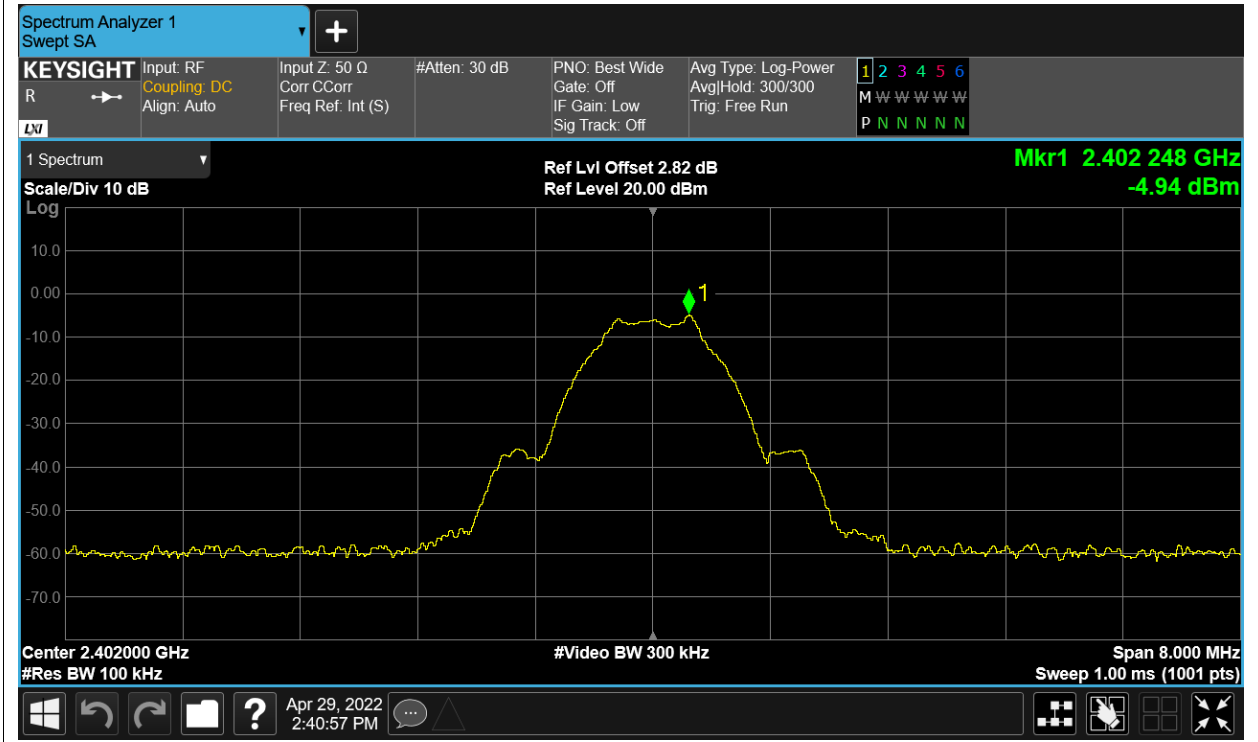 Spectrum Analyzer 1
Swept SA
KEYSIGHT
R
LXI
Input: RF
Coupling: DC
Align: Auto
Input Z: 50 Ω
Corr CCorr
Freq Ref: Int (S)
#Atten: 30 dB
PNO: Best Wide
Gate: Off
IF Gain: Low
Sig Track: Off
Avg Type: Log-Power
Avg|Hold: 300/300
Trig: Free Run
1 2 3 4 5 6
M W W W W W W
P N N N N N N
1 Spectrum
Scale/Div 10 dB
Log
Ref Lvl Offset 2.82 dB
Ref Level 20.00 dBm
Mkr1 2.402 248 GHz
-4.94 dBm
10.0
0.00
-10.0
-20.0
-30.0
-40.0
-50.0
-60.0
-70.0
1
Center 2.402000 GHz
#Res BW 100 kHz
#Video BW 300 kHz
Span 8.000 MHz
Sweep 1.00 ms (1001 pts)
?
Apr 29, 2022
2:40:57 PM